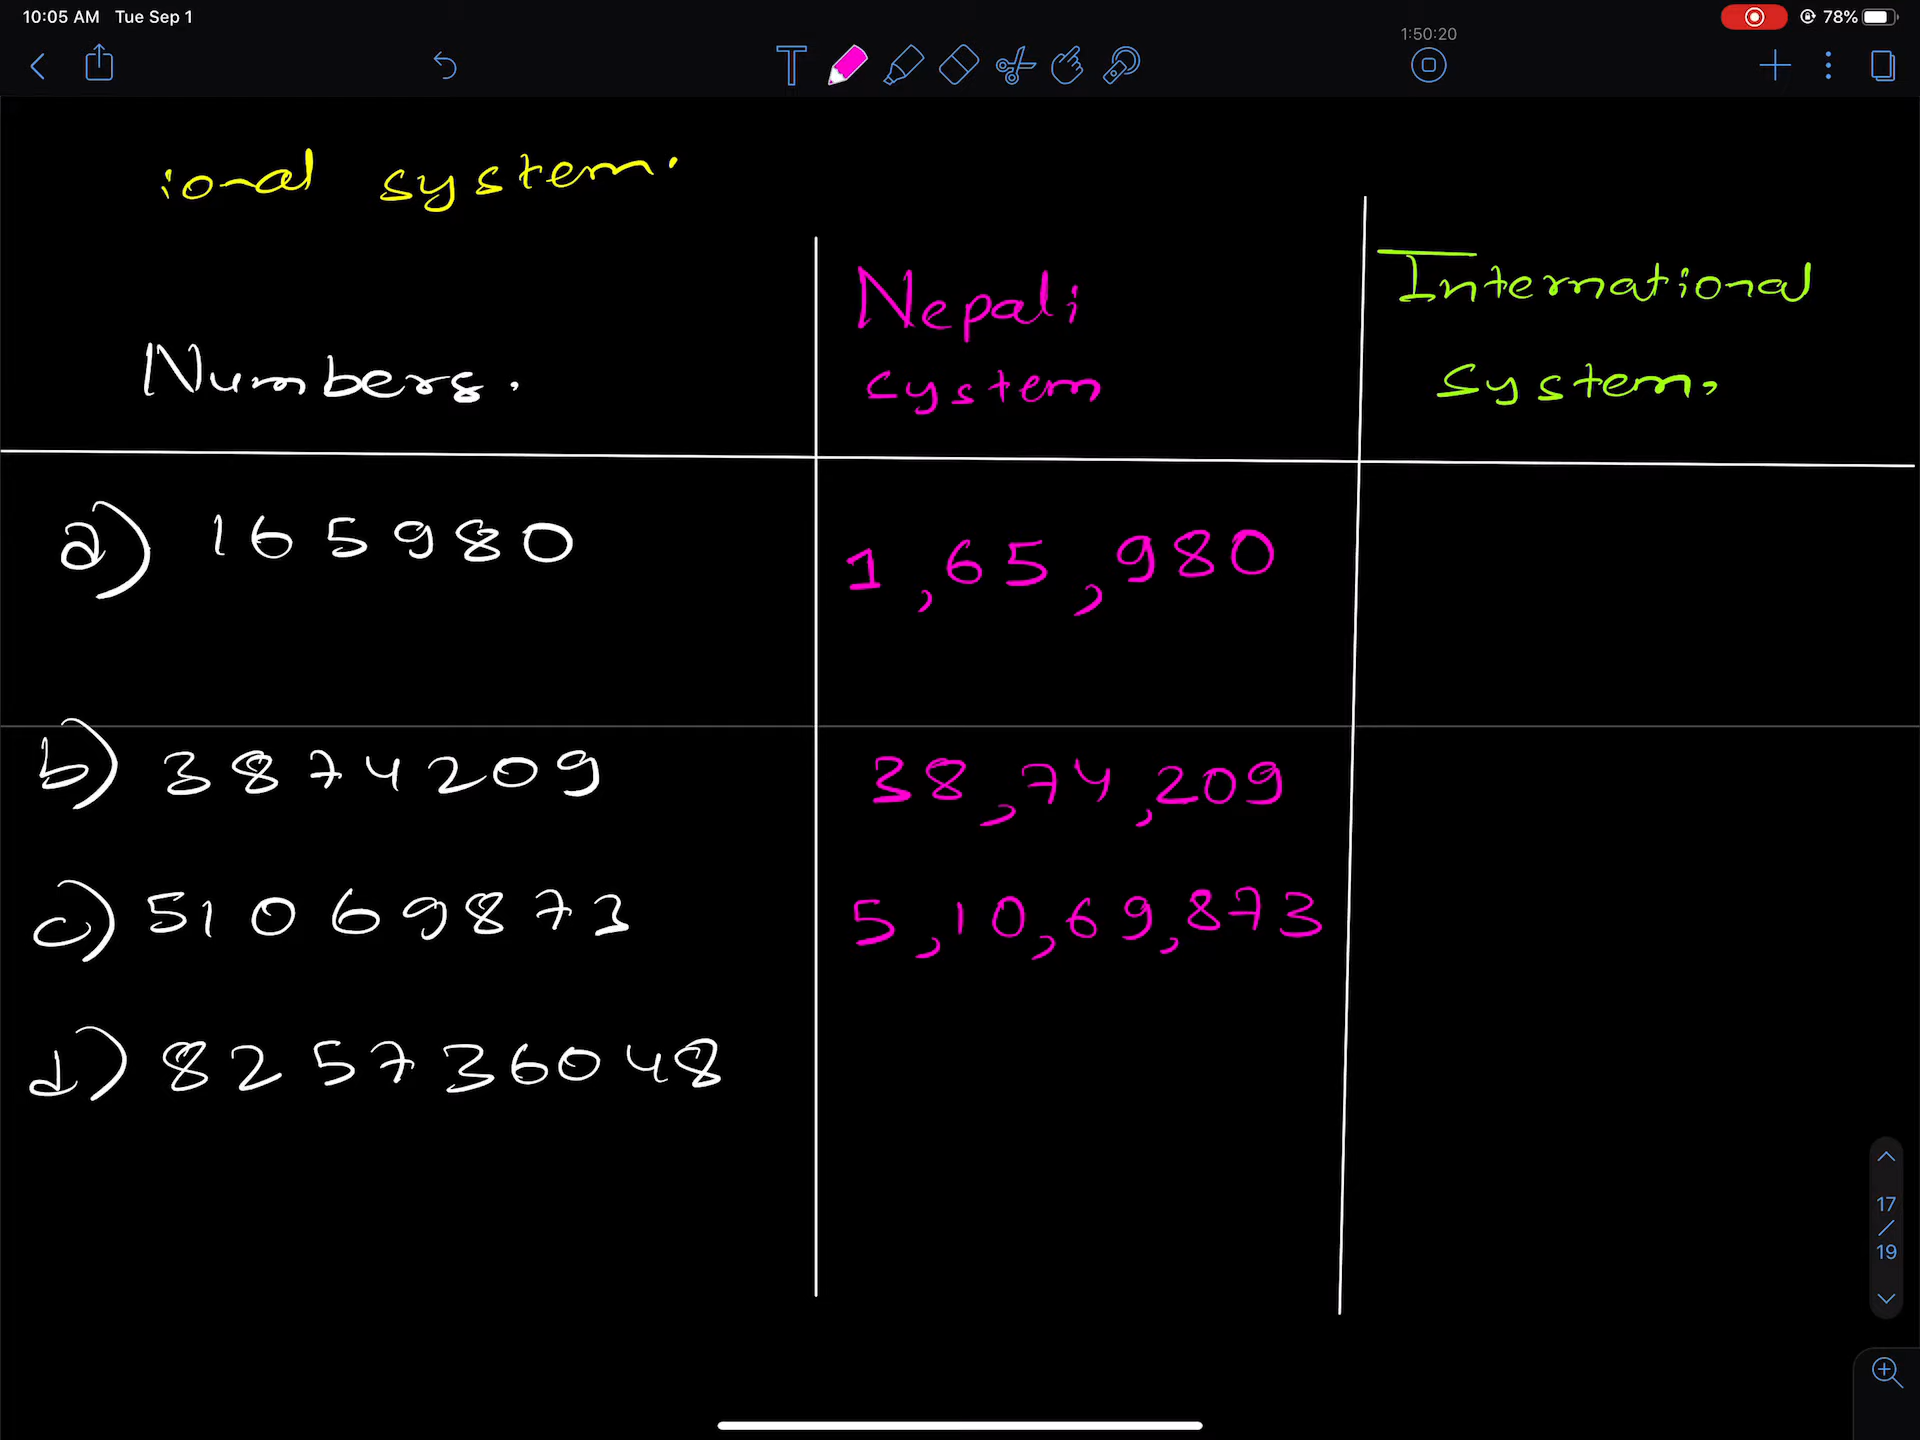 10:05 AM Tue Sep 1
78%
1:50:20
ional system.
Numbers.
Nepali
system
International
system,
a) 165980
1,65,980
b) 3874209
38,74,209
c) 51069873
5,10,69,873
d) 825736048
17
/
19